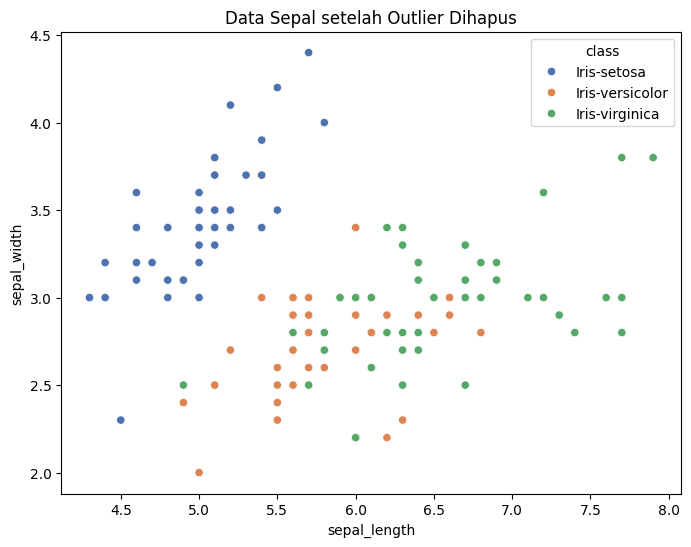 Data Sepal setelah Outlier Dihapus
class
Iris-setosa
Iris-versicolor
Iris-virginica
sepal_width
4.5
4.0
3.5
3.0
2.5
2.0
4.5
5.0
5.5
6.0
6.5
7.0
7.5
8.0
sepal_length